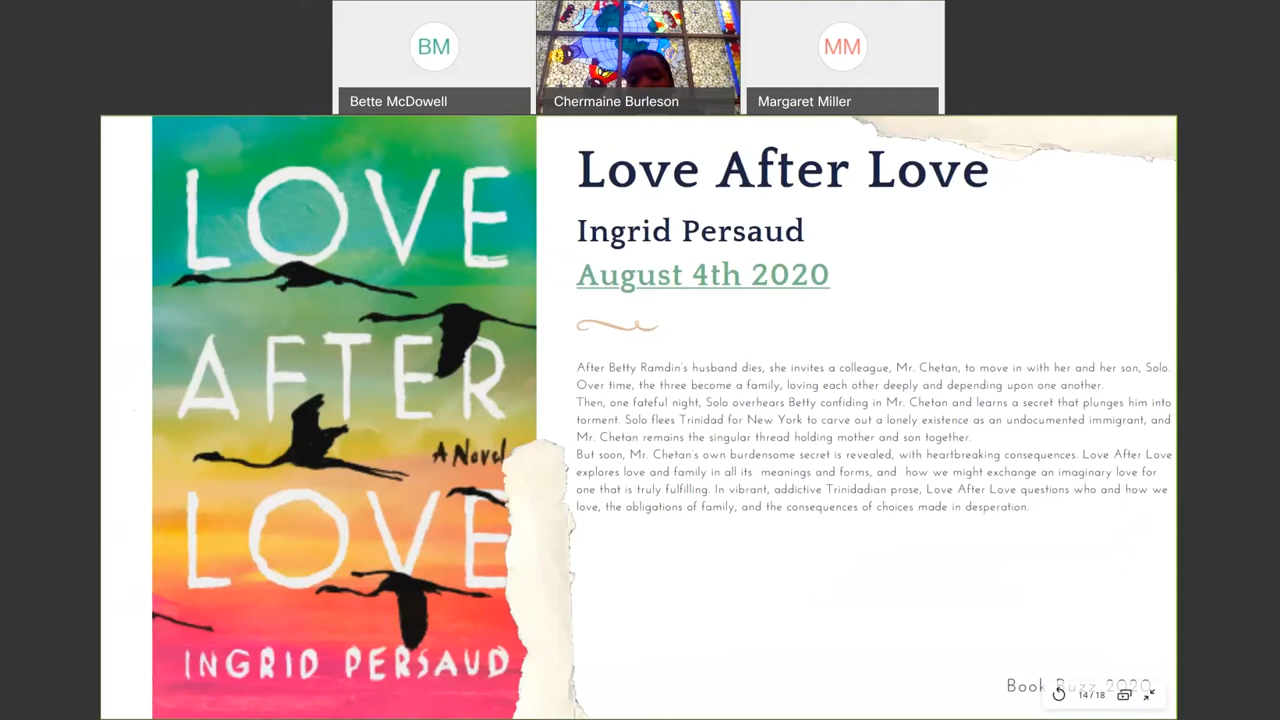 BM
MM
Bette McDowell
Chermaine Burleson
Margaret Miller
LOVE
AFTER
A Novel
LOVE
INGRID PERSAUD
Love After Love
Ingrid Persaud
August 4th 2020
After Betty Ramdin's husband dies, she invites a colleague, Mr. Chetan, to move in with her and her son, Solo.
Over time, the three become a family, loving each other deeply and depending upon one another.
Then, one fateful night, Solo overhears Betty confiding in Mr. Chetan and learns a secret that plunges him into
torment. Solo flees Trinidad for New York to carve out a lonely existence as an undocumented immigrant, and
Mr. Chetan remains the singular thread holding mother and son together.
But soon, Mr. Chetan's own burdensome secret is revealed, with heartbreaking consequences. Love After Love
explores love and family in all its meanings and forms, and how we might exchange an imaginary love for
one that is truly fulfilling. In vibrant, addictive Trinidadian prose, Love After Love questions who and how we
love, the obligations of family, and the consequences of choices made in desperation.
Book Buzz 2020
14/18